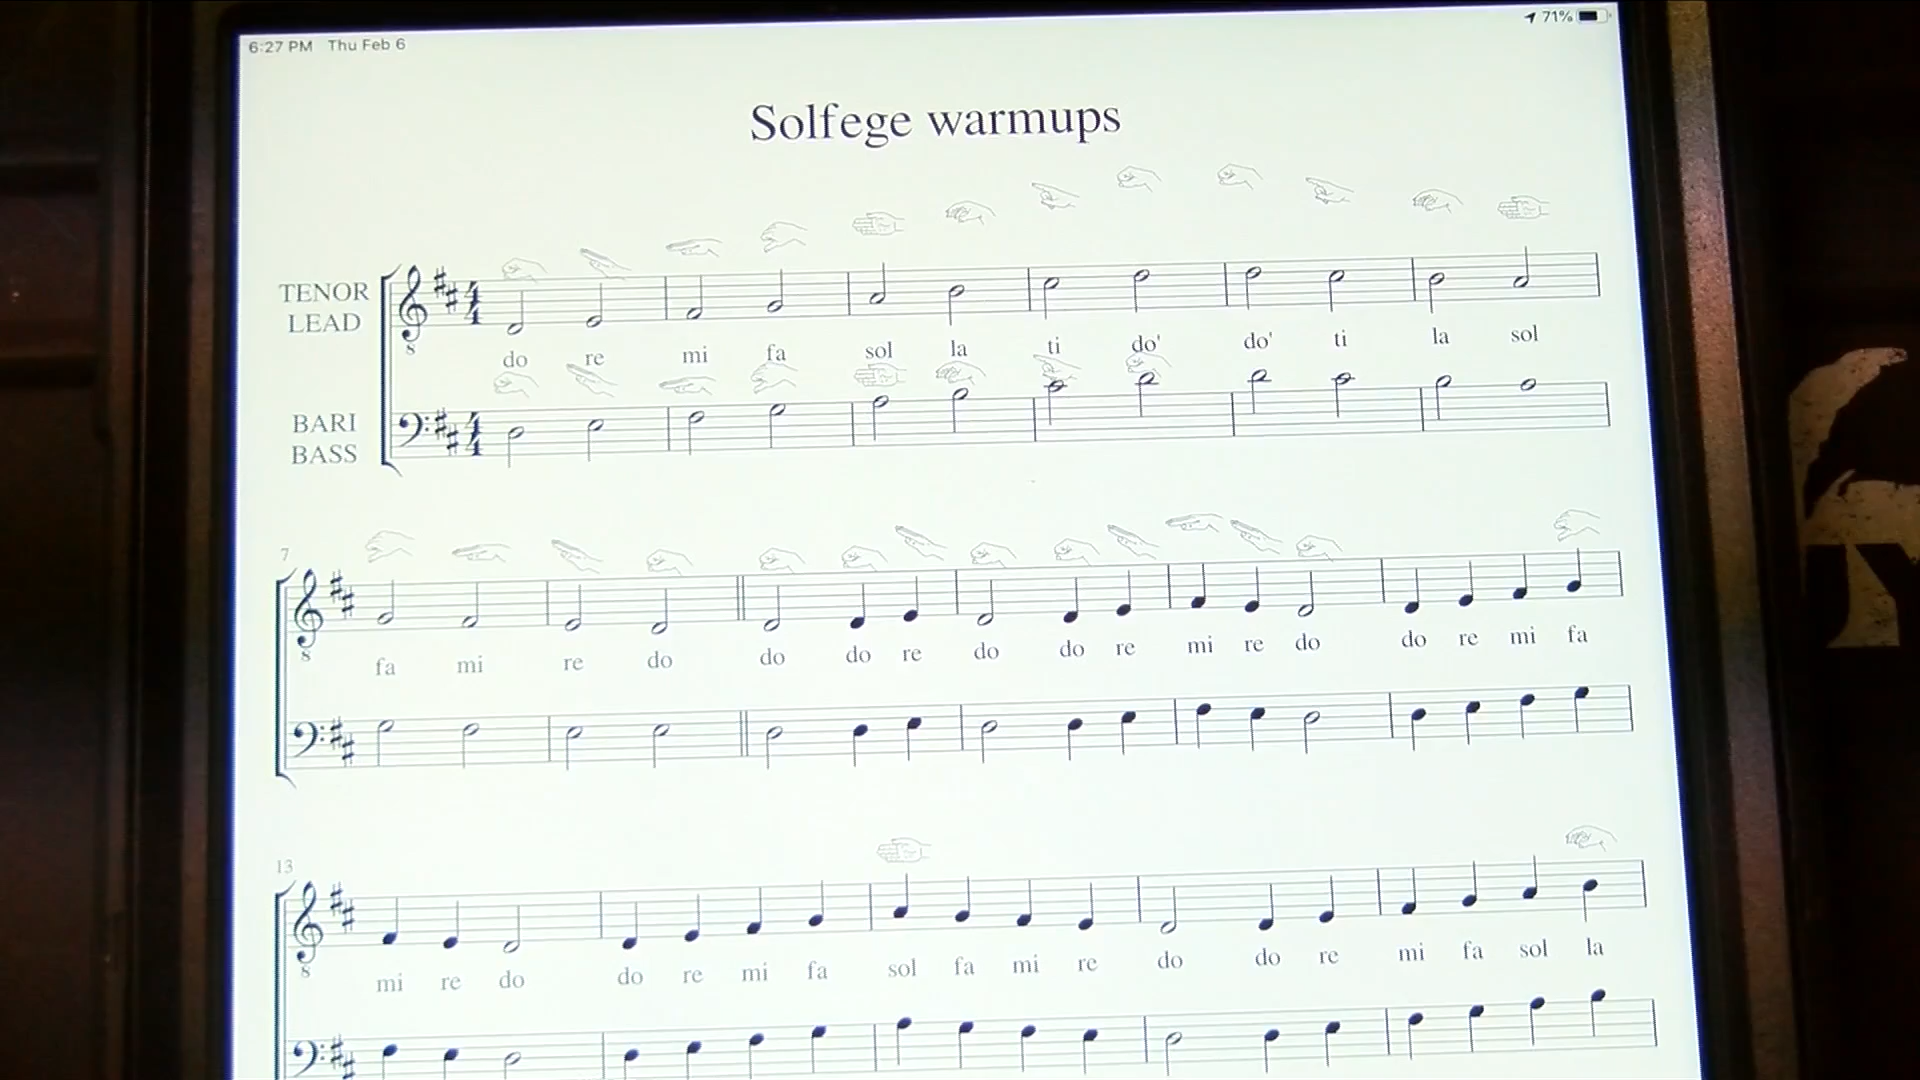 6:27 PM Thu Feb 6
71%
Solfege warmups
TENOR
LEAD
8
do re mi fa sol la ti do' do' ti la sol
BARI
BASS
7
8
fa mi re do do do re do do re mi re do do re mi fa
13
8
mi re do do re mi fa sol fa mi re do do re mi fa sol la